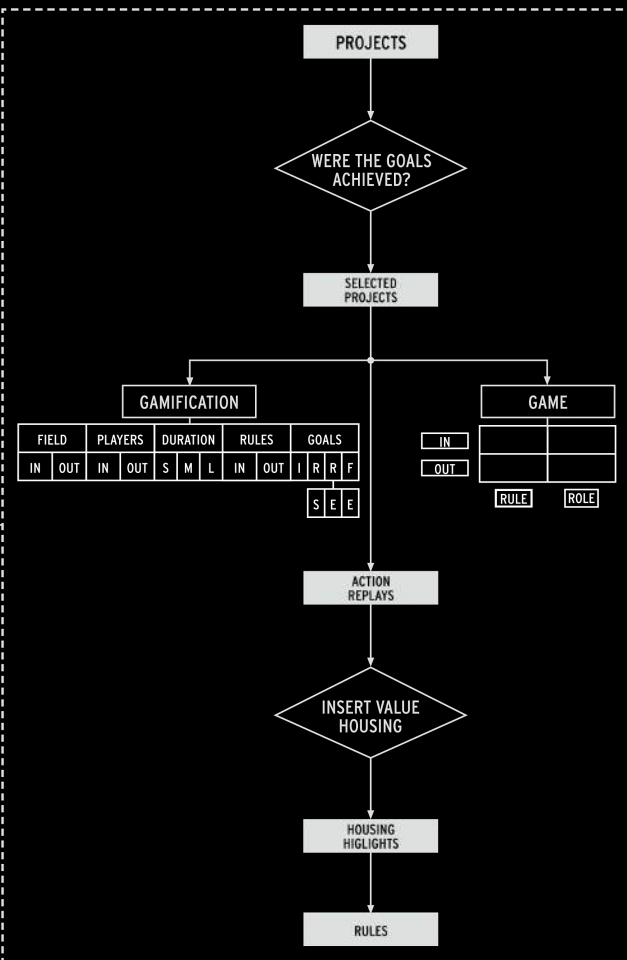 PROJECTS
WERE THE GOALS
ACHIEVED?
SELECTED
PROJECTS
GAMIFICATION
GAME
FIELD PLAYERS DURATION RULES GOALS
IN OUT IN OUT S M L IN OUT I R R F
S E E
IN
OUT
RULE ROLE
ACTION
REPLAYS
INSERT VALUE
HOUSING
HOUSING
HIGLIGHTS
RULES